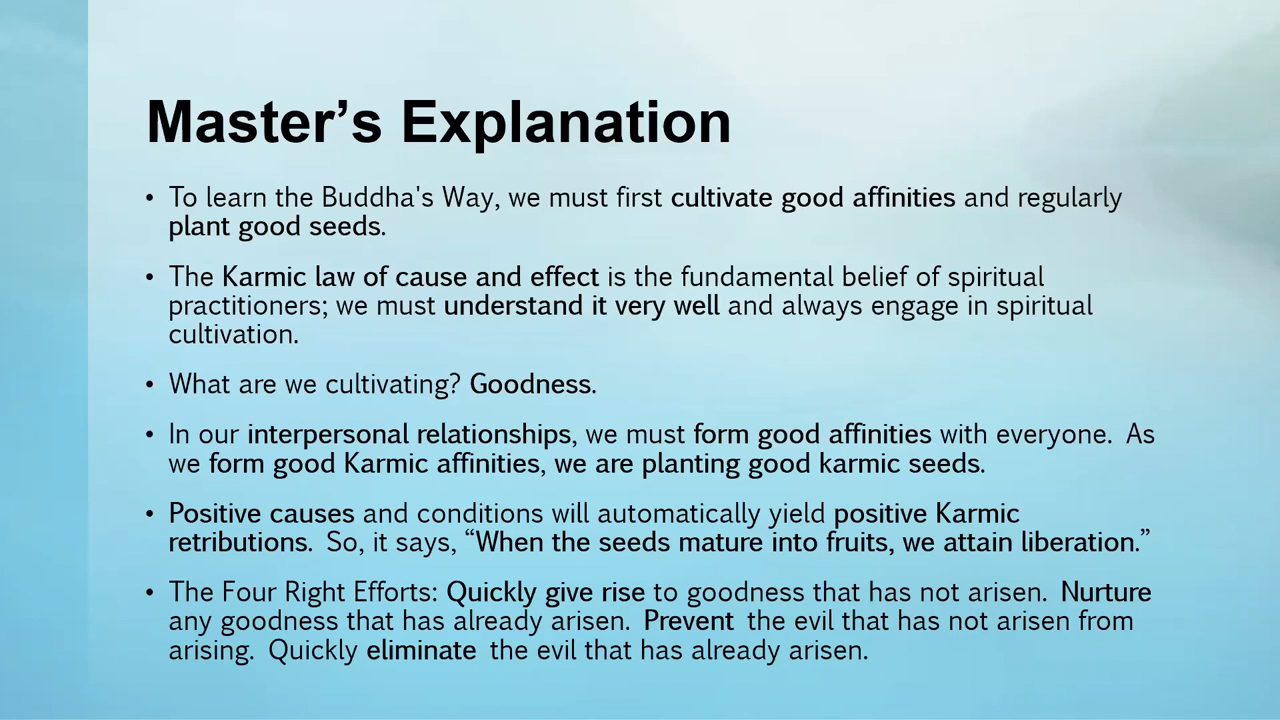 Master’s Explanation
• To learn the Buddha's Way, we must first cultivate good affinities and regularly
plant good seeds.
• The Karmic law of cause and effect is the fundamental belief of spiritual
practitioners; we must understand it very well and always engage in spiritual
cultivation.
• What are we cultivating? Goodness.
• In our interpersonal relationships, we must form good affinities with everyone.  As
we form good Karmic affinities, we are planting good karmic seeds.
• Positive causes and conditions will automatically yield positive Karmic
retributions.  So, it says, “When the seeds mature into fruits, we attain liberation.”
• The Four Right Efforts: Quickly give rise to goodness that has not arisen.  Nurture
any goodness that has already arisen.  Prevent  the evil that has not arisen from
arising.  Quickly eliminate  the evil that has already arisen.